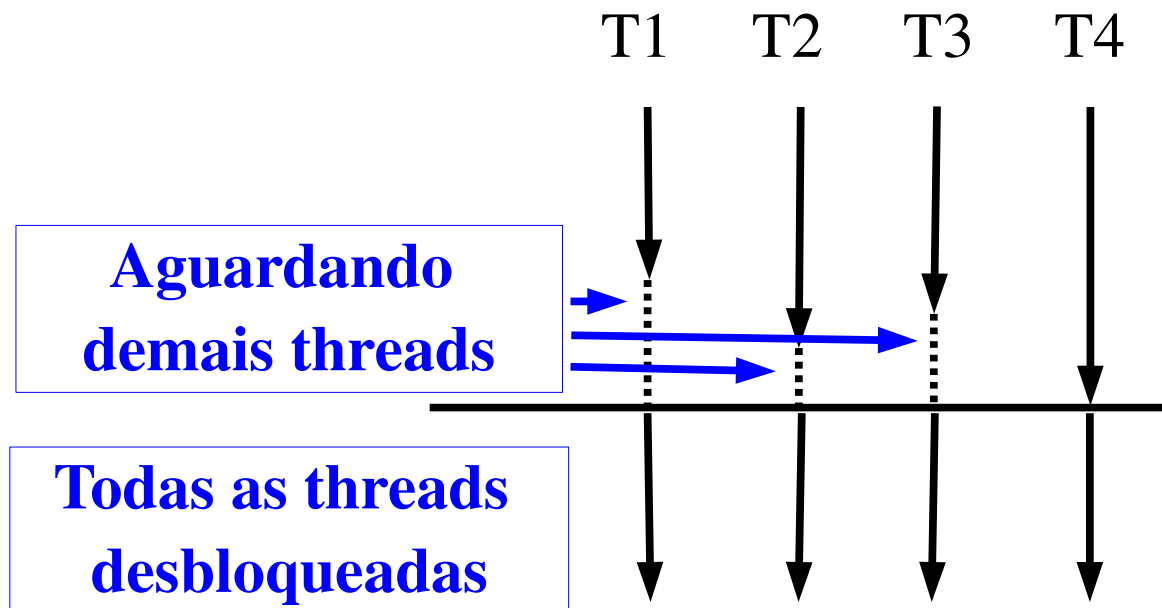 T1 T2 T3 T4
Aguardando
demais threads
Todas as threads
desbloqueadas